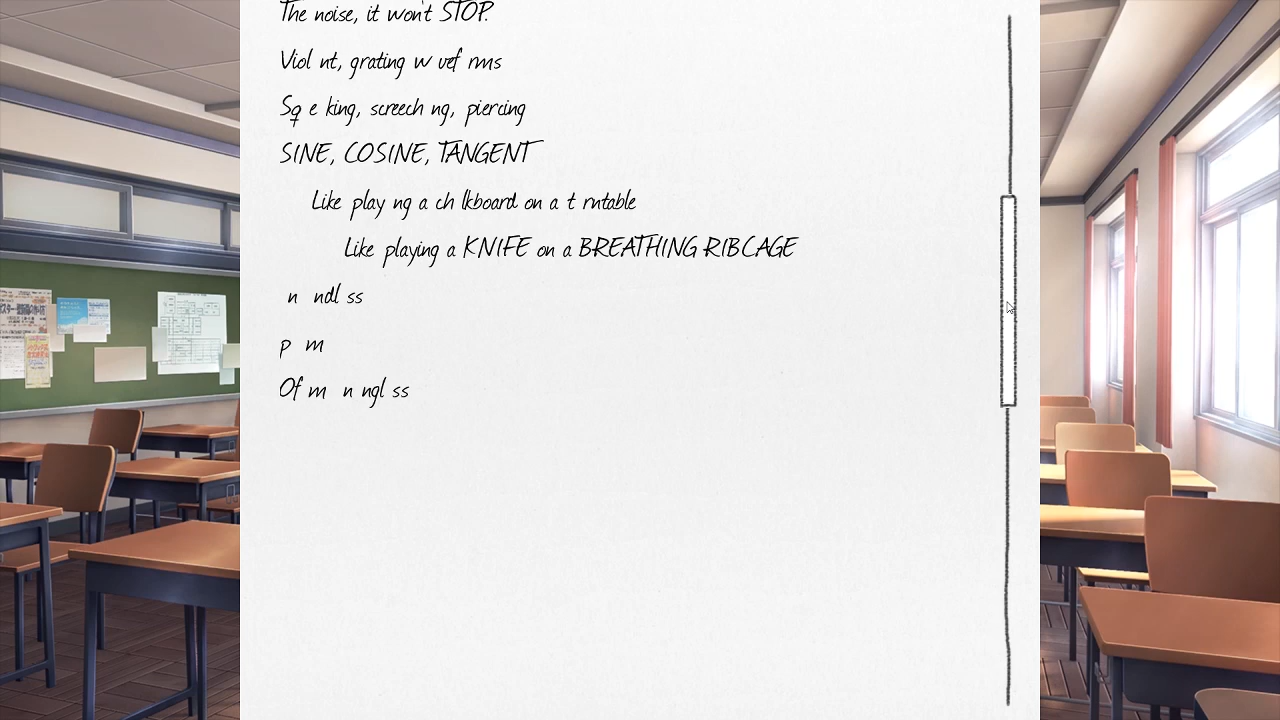 The noise, it won't STOP.
Viol nt, grating w vef rms
Sq e king, screech ng, piercing
SINE, COSINE, TANGENT
Like play ng a ch lkboard on a t rntable
Like playing a KNIFE on a BREATHING RIBCAGE
n ndl ss
p m
Of m n ngl ss